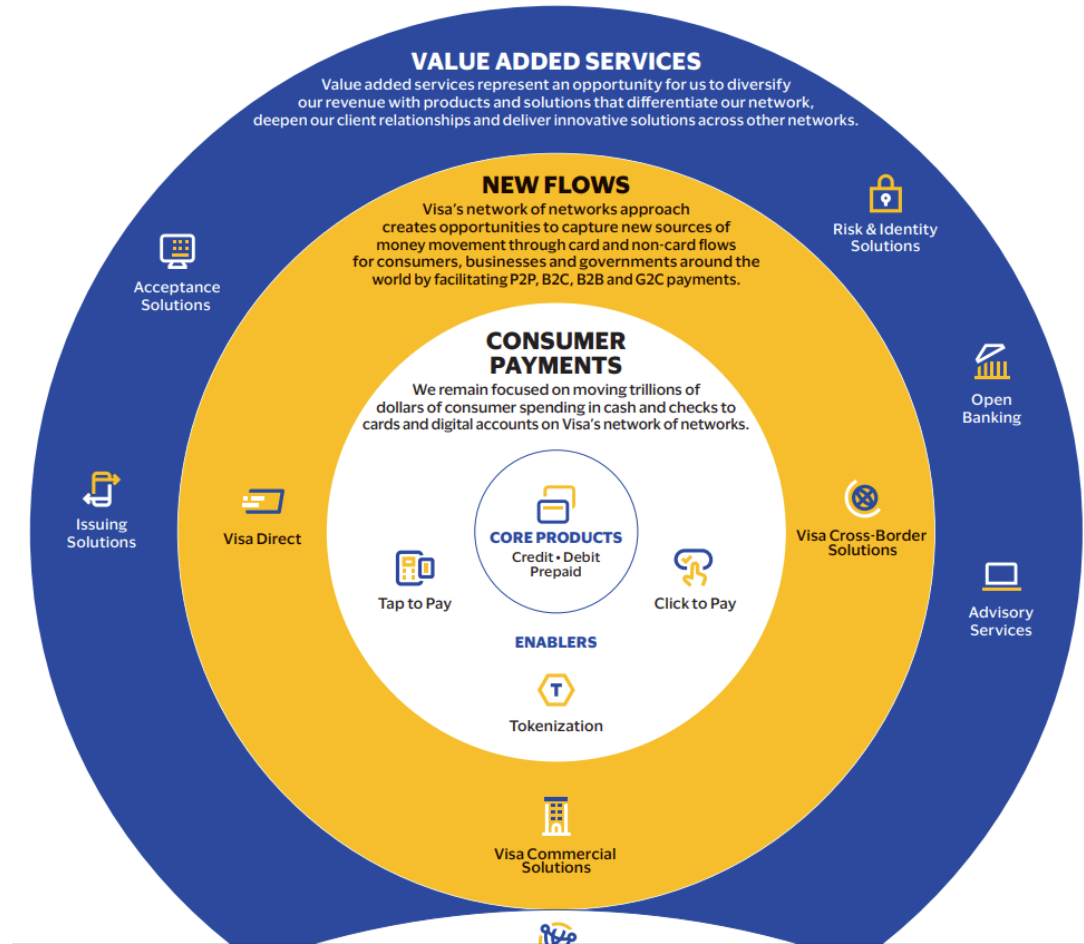 VALUE ADDED SERVICES
Value added services represent an opportunity for us to diversify
our revenue with products and solutions that differentiate our network,
deepen our client relationships and deliver innovative solutions across other networks.
NEW FLOWS
Visa's network of networks approach
creates opportunities to capture new sources of
money movement through card and non-card flows
for consumers, businesses and governments around the
world by facilitating P2P, B2C, B2B and G2C payments.
Risk & Identity
Solutions
Acceptance
Solutions
CONSUMER
PAYMENTS
We remain focused on moving trillions of
dollars of consumer spending in cash and checks to
cards and digital accounts on Visa's network of networks.
Open
Banking
Issuing
Solutions
Visa Direct
CORE PRODUCTS
Credit • Debit
Prepaid
Visa Cross-Border
Solutions
Tap to Pay
Click to Pay
Advisory
Services
ENABLERS
T
Tokenization
Visa Commercial
Solutions